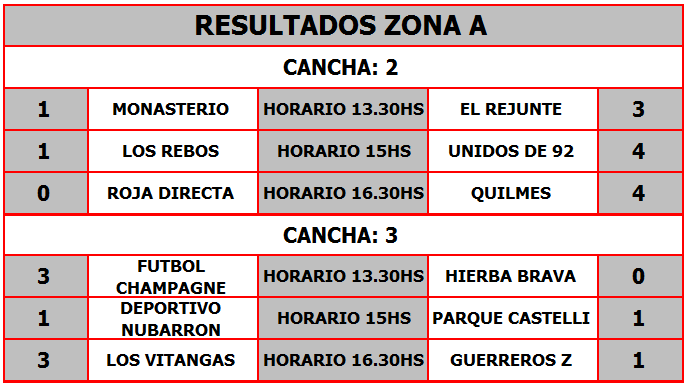 RESULTADOS ZONA A
CANCHA: 2
1 MONASTERIO HORARIO 13.30HS EL REJUNTE 3
1 LOS REBOS HORARIO 15HS UNIDOS DE 92 4
0 ROJA DIRECTA HORARIO 16.30HS QUILMES 4
CANCHA: 3
3 FUTBOL CHAMPAGNE HORARIO 13.30HS HIERBA BRAVA 0
1 DEPORTIVO NUBARRON HORARIO 15HS PARQUE CASTELLI 1
3 LOS VITANGAS HORARIO 16.30HS GUERREROS Z 1